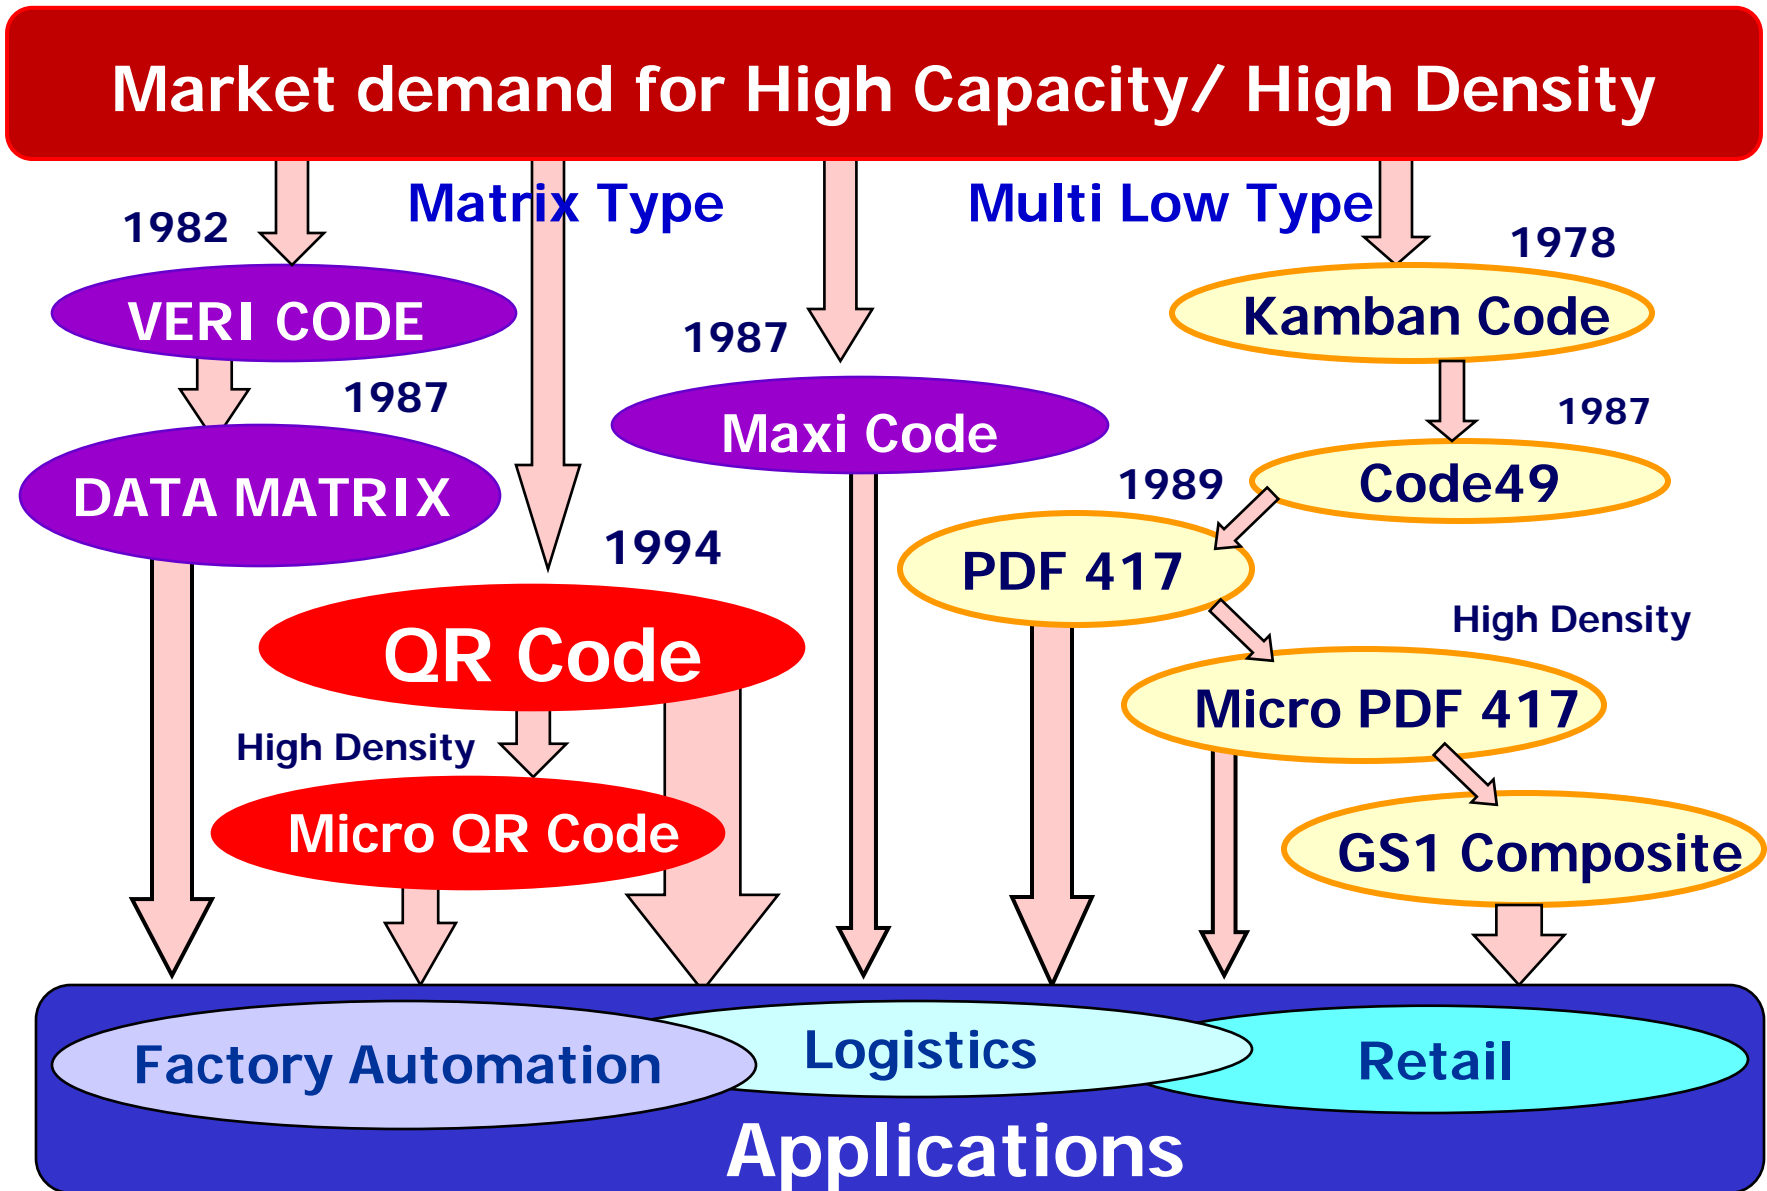 Market demand for High Capacity/ High Density
Matrix Type
Multi Low Type
1982
1978
VERI CODE
Kamban Code
1987
1987
1987
DATA MATRIX
Maxi Code
Code49
1989
1994
PDF 417
QR Code
High Density
Micro PDF 417
High Density
Micro QR Code
GS1 Composite
Factory Automation
Logistics
Retail
Applications